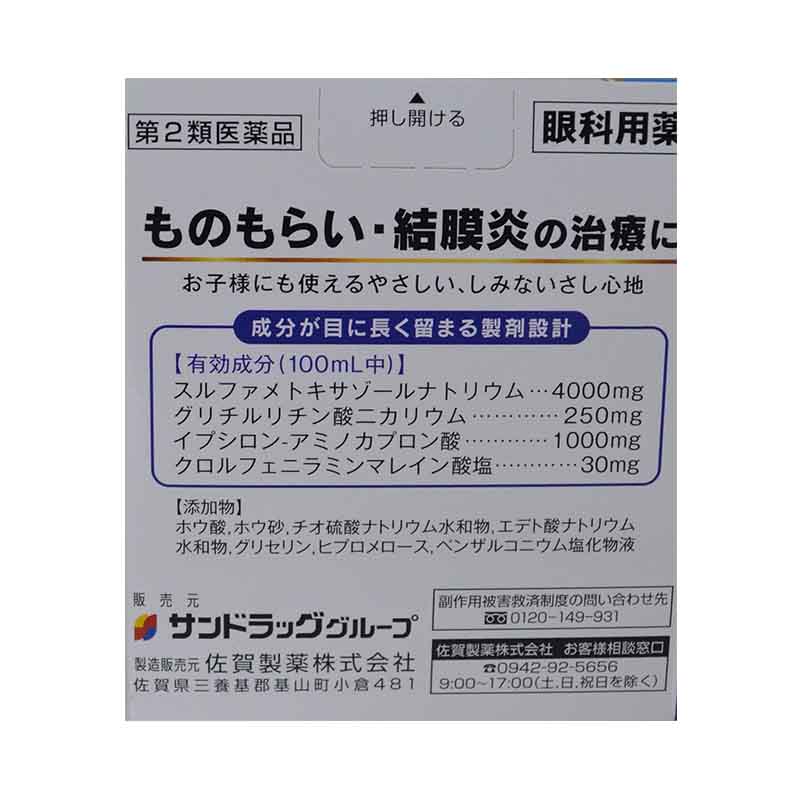 ▲
押し開ける
第2類医薬品
眼科用薬
ものもらい・結膜炎の治療に
お子様にも使えるやさしい、しみないさし心地
成分が目に長く留まる製剤設計
【有効成分(100mL中)】
スルファメトキサゾールナトリウム…4000mg
グリチルリチン酸二カリウム…………250mg
イプシロン-アミノカプロン酸…………1000mg
クロルフェニラミンマレイン酸塩…………30mg
【添加物】
ホウ酸,ホウ砂,チオ硫酸ナトリウム水和物,エデト酸ナトリウム
水和物,グリセリン,ヒプロメロース,ベンザルコニウム塩化物液
販売元
サンドラッググループ
製造販売元 佐賀製薬株式会社
佐賀県三養基郡基山町小倉481
副作用被害救済制度の問い合わせ先
0120-149-931
佐賀製薬株式会社 お客様相談窓口
☎0942-92-5656
9:00~17:00(土,日,祝日を除く)